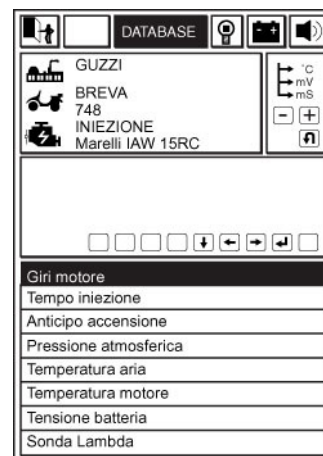 DATABASE
GUZZI
°C
mV
mS
BREVA
748
INIEZIONE
Marelli IAW 15RC
Giri motore
Tempo iniezione
Anticipo accensione
Pressione atmosferica
Temperatura aria
Temperatura motore
Tensione batteria
Sonda Lambda